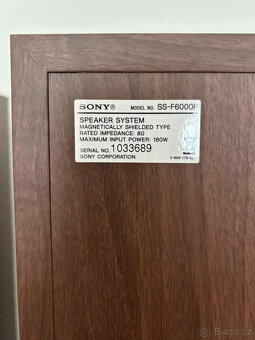 SONY® MODEL NO. SS-F6000P
SPEAKER SYSTEM
MAGNETICALLY SHIELDED TYPE
RATED IMPEDANCE: 8Ω
MAXIMUM INPUT POWER: 180W
SERIAL NO. 1033689
SONY CORPORATION
sbazar.cz